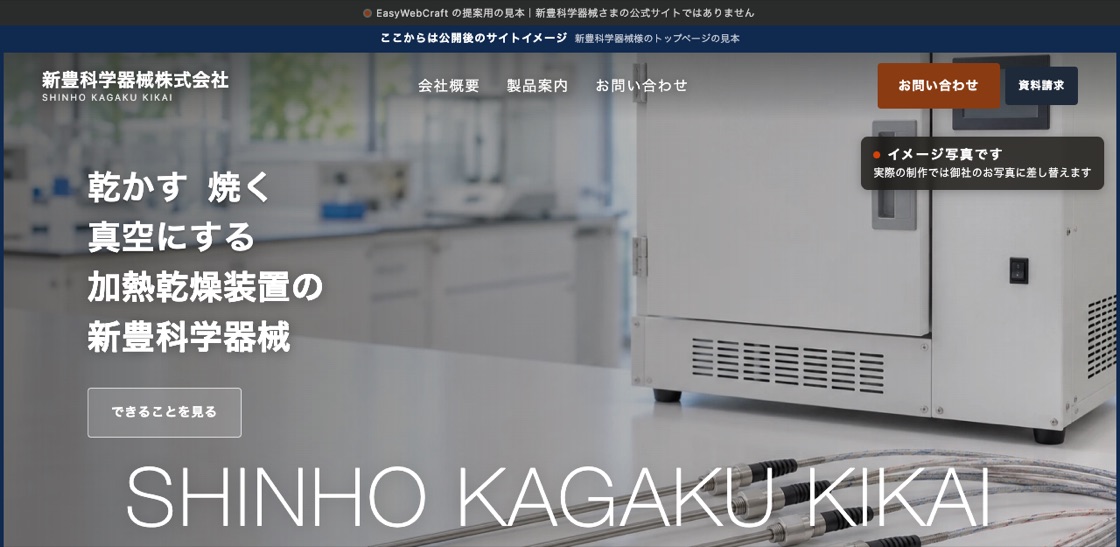 EasyWebCraft の提案用の見本｜新豊科学器械さまの公式サイトではありません
ここからは公開後のサイトイメージ 新豊科学器械様のトップページの見本
新豊科学器械株式会社
SHINHO KAGAKU KIKAI
会社概要 製品案内 お問い合わせ
お問い合わせ
資料請求
イメージ写真です
実際の制作では御社のお写真に差し替えます
乾かす 焼く
真空にする
加熱乾燥装置の
新豊科学器械
できることを見る
SHINHO KAGAKU KIKAI